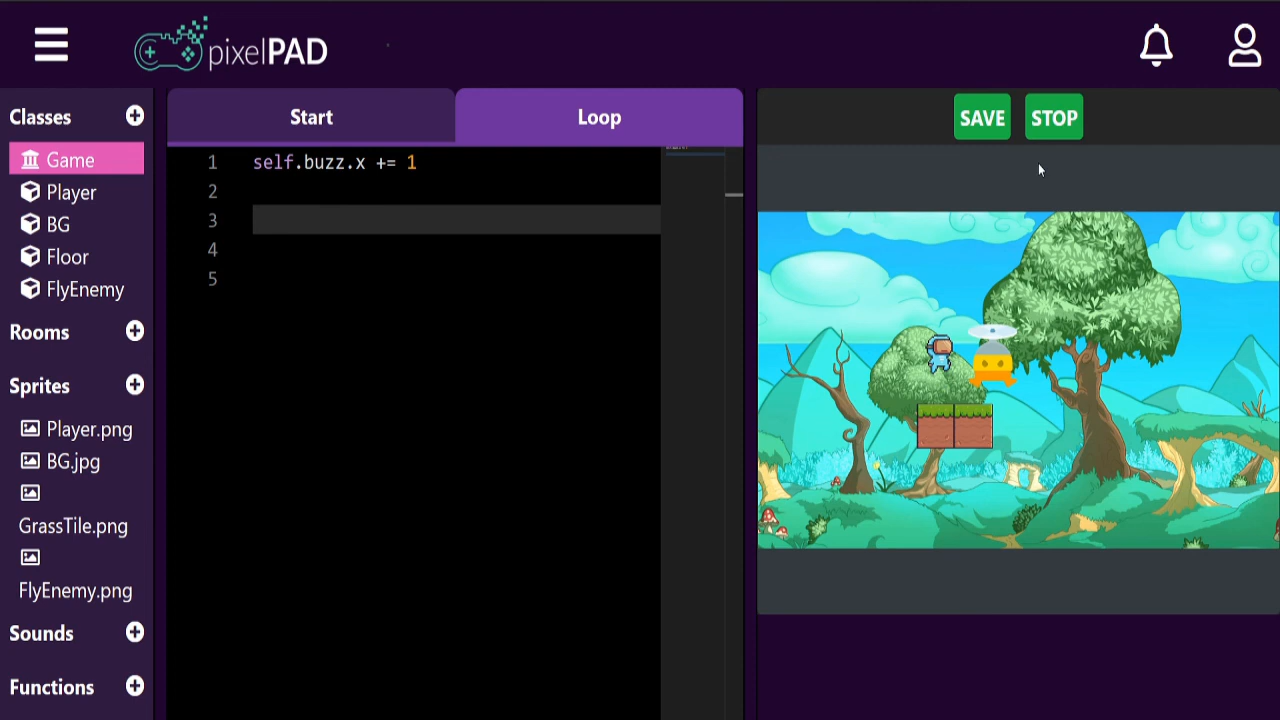 pixelPAD
Classes
Game
Player
BG
Floor
FlyEnemy
Rooms
Sprites
Player.png
BG.jpg
GrassTile.png
FlyEnemy.png
Sounds
Functions
Start
Loop
1 self.buzz.x += 1
2
3
4
5
SAVE STOP